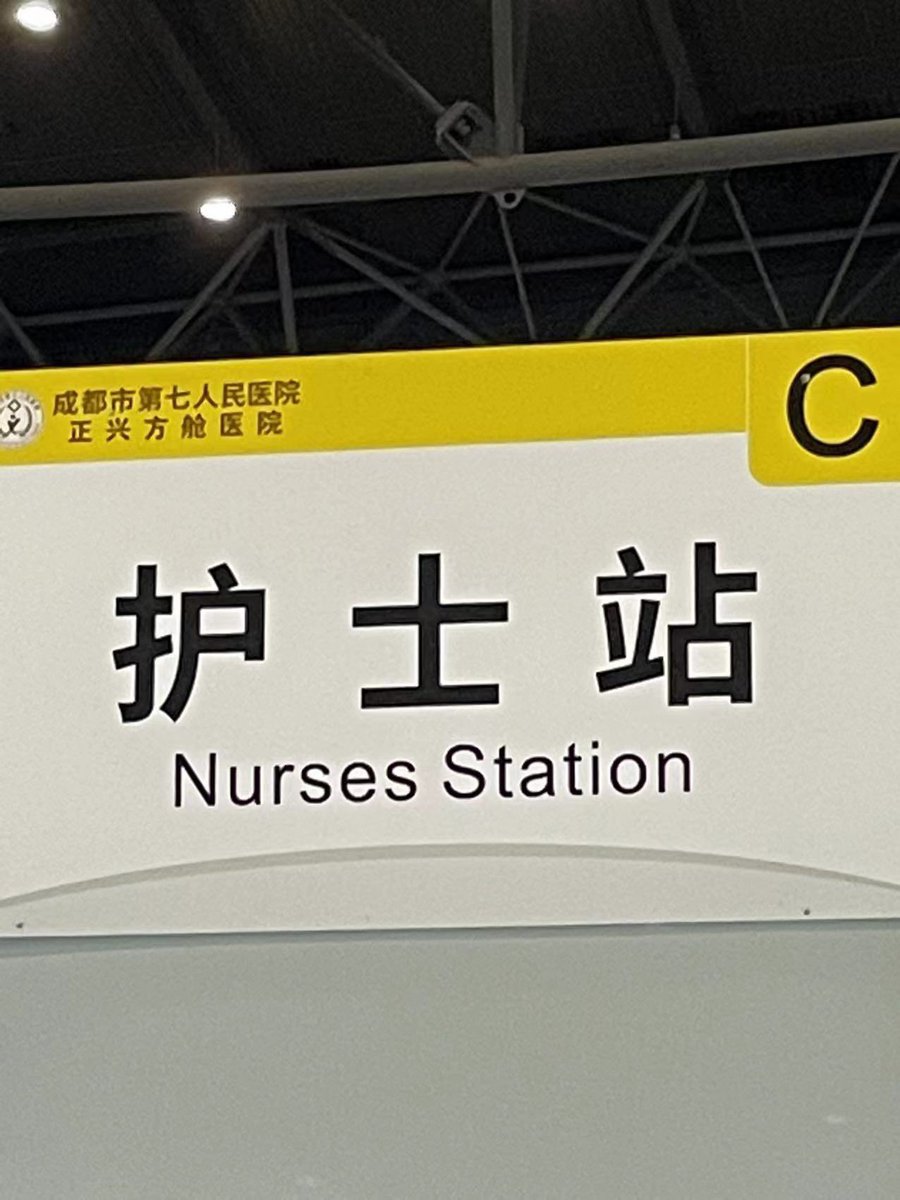 成都市第七人民医院
正兴方舱医院
C
护士站
Nurses Station